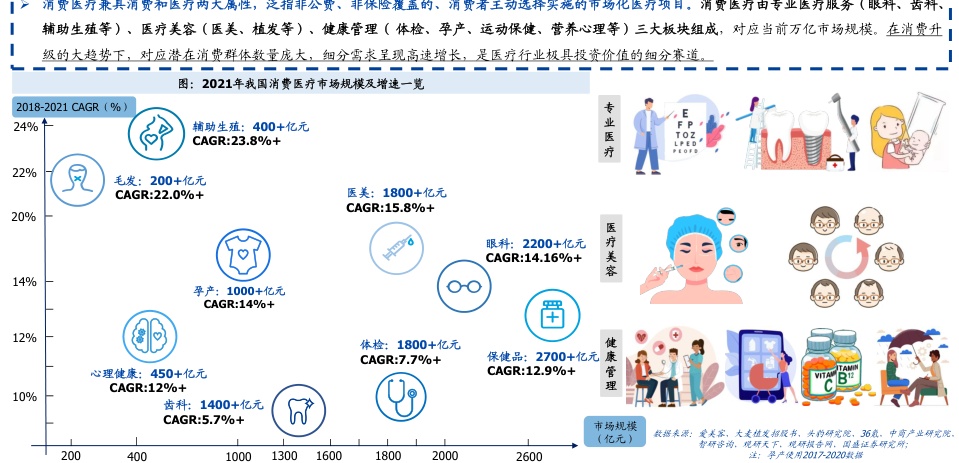 ➢ 消费医疗兼具消费和医疗两大属性，泛指非公费、非保险覆盖的、消费者主动选择实施的市场化医疗项目。消费医疗由专业医疗服务（眼科、齿科、
辅助生殖等）、医疗美容（医美、植发等）、健康管理（ 体检、孕产、运动保健、营养心理等）三大板块组成，对应当前万亿市场规模。在消费升
级的大趋势下，对应潜在消费群体数量庞大，细分需求呈现高速增长，是医疗行业极具投资价值的细分赛道。
图：2021年我国消费医疗市场规模及增速一览
2018-2021 CAGR（%）
24%
22%
20%
14%
12%
10%
辅助生殖：400+亿元
CAGR:23.8%+
毛发：200+亿元
CAGR:22.0%+
医美：1800+亿元
CAGR:15.8%+
眼科：2200+亿元
CAGR:14.16%+
孕产：1000+亿元
CAGR:14%+
体检：1800+亿元
CAGR:7.7%+
保健品：2700+亿元
CAGR:12.9%+
心理健康：450+亿元
CAGR:12%+
齿科：1400+亿元
CAGR:5.7%+
200
400
1000
1300
1600
1800
2000
2600
市场规模
（亿元）
专业医疗
E
F P
T O Z
L P E D
P E O F D
医疗美容
健康管理
VITAMIN
C
VITAMIN
B12
数据来源：爱美客、大麦植发招股书、头豹研究院、36氪、中商产业研究院、
智研咨询、观研天下、观研报告网、国盛证券研究所；
注：孕产使用2017-2020数据